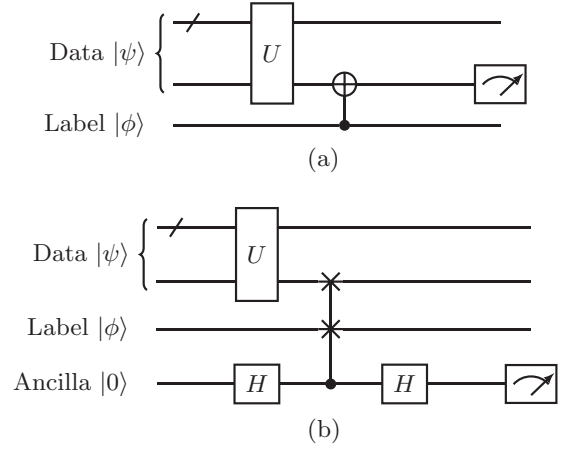 U
Data |ψ⟩
Label |ϕ⟩
(a)
Data |ψ⟩
U
Label |ϕ⟩
Ancilla |0⟩
H
H
(b)